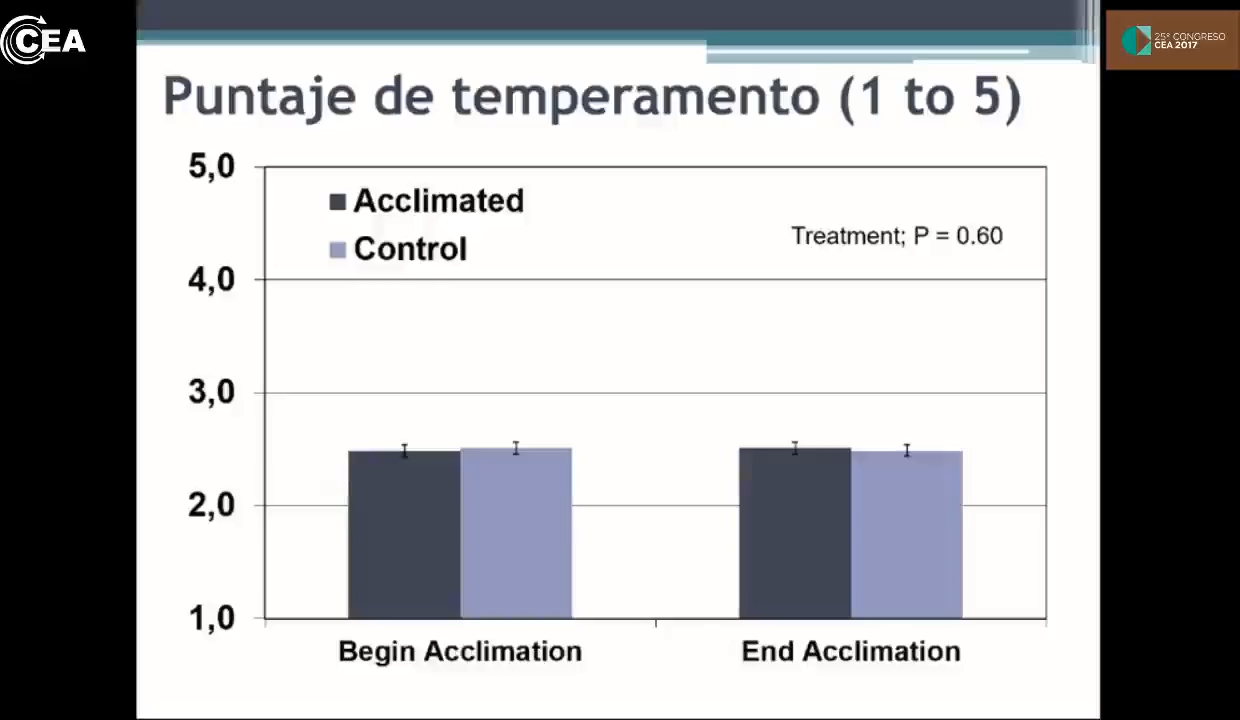 CEA
25º CONGRESO
CEA 2017
Puntaje de temperamento (1 to 5)
5,0
4,0
3,0
2,0
1,0
Acclimated
Control
Treatment; P = 0.60
Begin Acclimation
End Acclimation